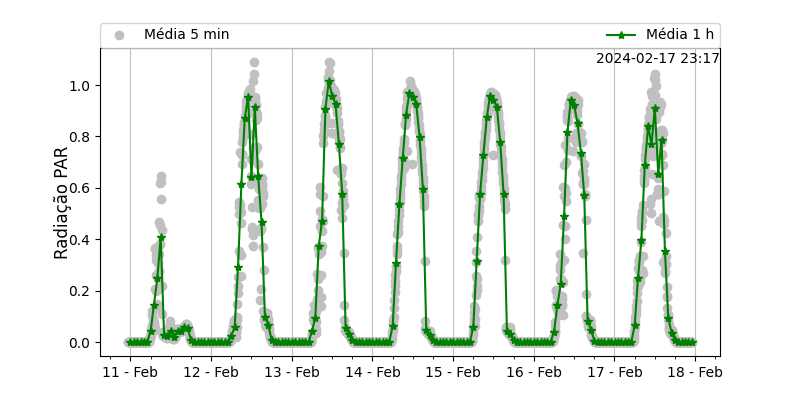 Média 5 min
Média 1 h
2024-02-17 23:17
Radiação PAR
1.0
0.8
0.6
0.4
0.2
0.0
11 - Feb 12 - Feb 13 - Feb 14 - Feb 15 - Feb 16 - Feb 17 - Feb 18 - Feb